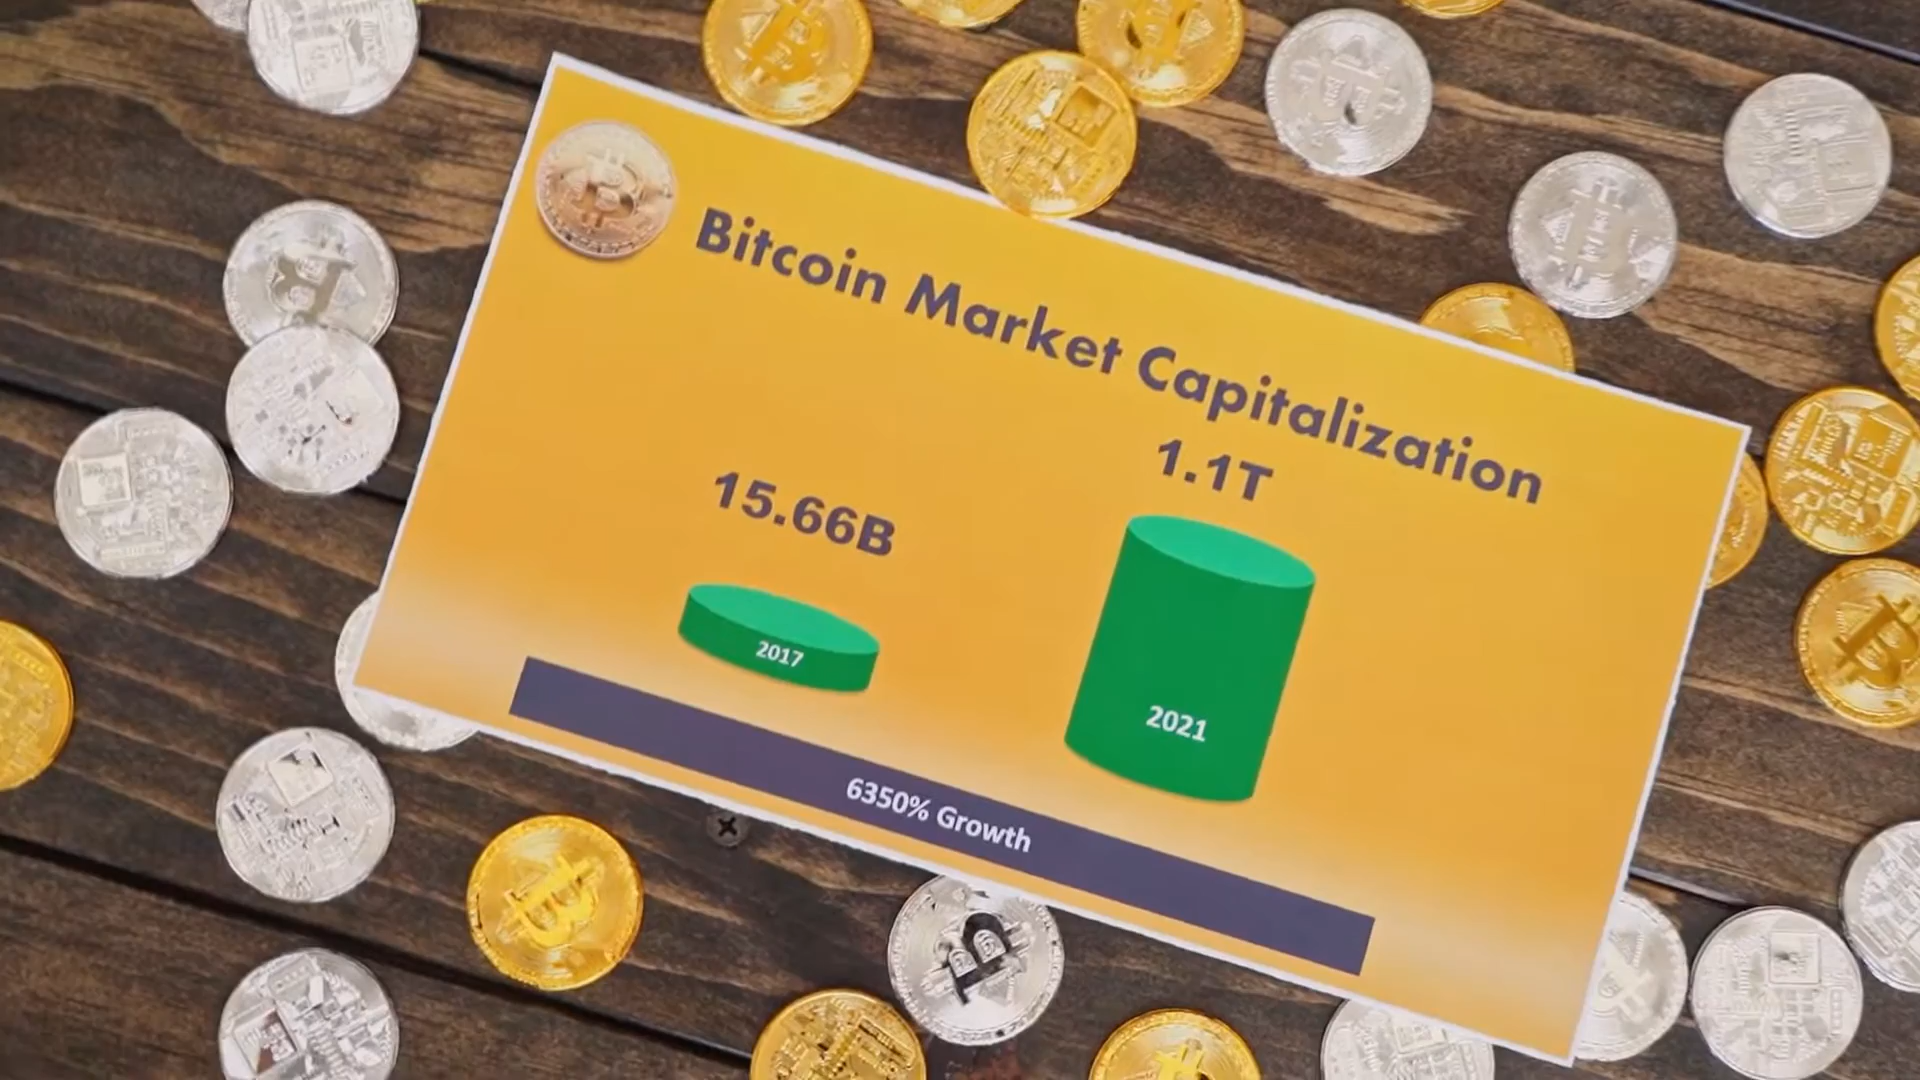 Bitcoin Market Capitalization
15.66B
1.1T
2017
2021
6350% Growth